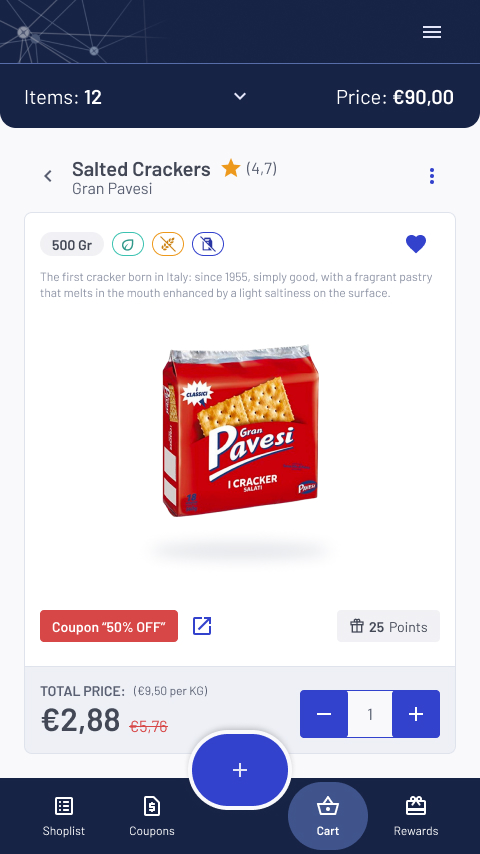 Items: 12
Price: €90,00
Salted Crackers (4,7)
Gran Pavesi
500 Gr
The first cracker born in Italy: since 1955, simply good, with a fragrant pastry
that melts in the mouth enhanced by a light saltiness on the surface.
I CLASSICI
Gran
Pavesi
I CRACKER
SALATI
Pavesi
Coupon “50% OFF”
25 Points
TOTAL PRICE: (€9,50 per KG)
€2,88 €5,76
1
Shoplist
Coupons
Cart
Rewards